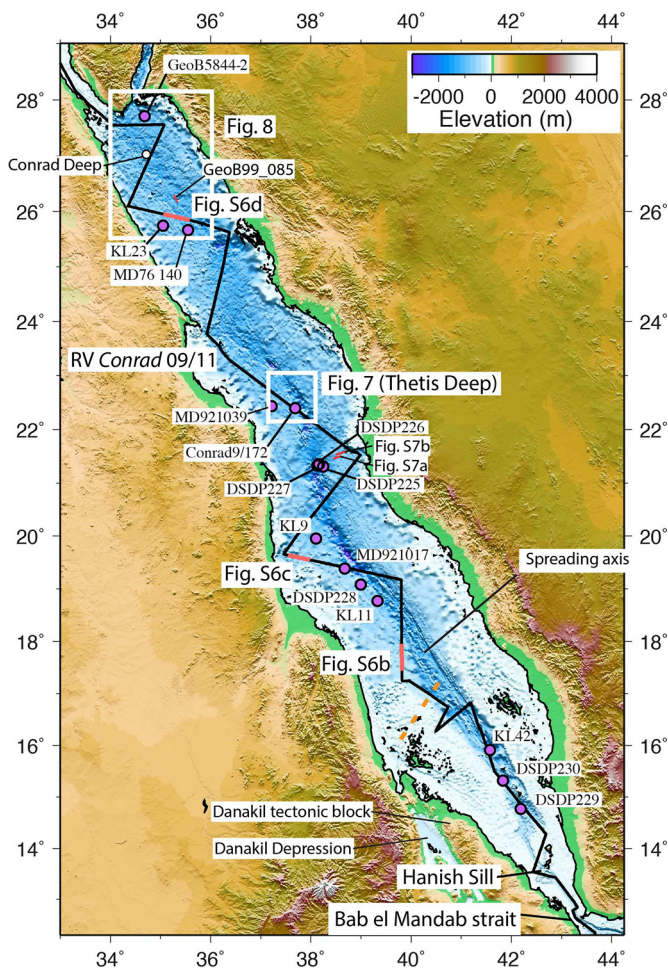 34˚ 36˚ 38˚ 40˚ 42˚
GeoB5844-2
28˚
Fig. 8
−2000 0 2000 4000
Elevation (m)
28˚
Conrad Deep
GeoB99_085
26˚
Fig. S6d
26˚
KL23
MD76 140
24˚
24˚
RV Conrad 09/11
Fig. 7 (Thetis Deep)
22˚
MD921039
22˚
DSDP226
Conrad9/172
Fig. S7b
Fig. S7a
DSDP227
DSDP225
20˚
KL9
20˚
MD921017
Spreading axis
Fig. S6c
DSDP228
KL11
18˚
18˚
Fig. S6b
16˚
KL42
16˚
DSDP230
DSDP229
Danakil tectonic block
14˚
Danakil Depression
14˚
Hanish Sill
Bab el Mandab strait
34˚ 36˚ 38˚ 40˚ 42˚